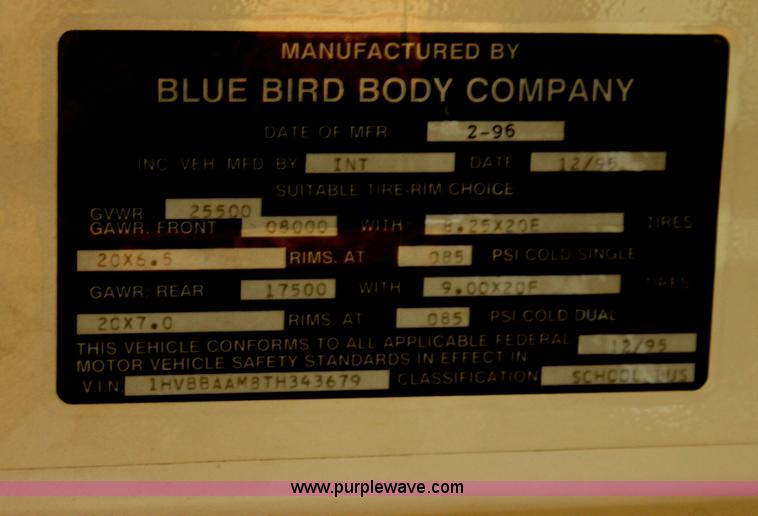 MANUFACTURED BY
BLUE BIRD BODY COMPANY
DATE OF MFR 2-96
INC VEH MFD BY INT DATE 12/95
SUITABLE TIRE-RIM CHOICE
GVWR 25500
GAWR: FRONT 08000 WITH 8.25X20E TIRES
20X6.5 RIMS. AT 085 PSI COLD SINGLE
GAWR: REAR 17500 WITH 9.00X20F TIRES
20X7.0 RIMS. AT 085 PSI COLD DUAL
THIS VEHICLE CONFORMS TO ALL APPLICABLE FEDERAL 12/95
MOTOR VEHICLE SAFETY STANDARDS IN EFFECT IN
V.I.N 1HVBBAAM8TH343679 CLASSIFICATION SCHOOL BUS
www.purplewave.com